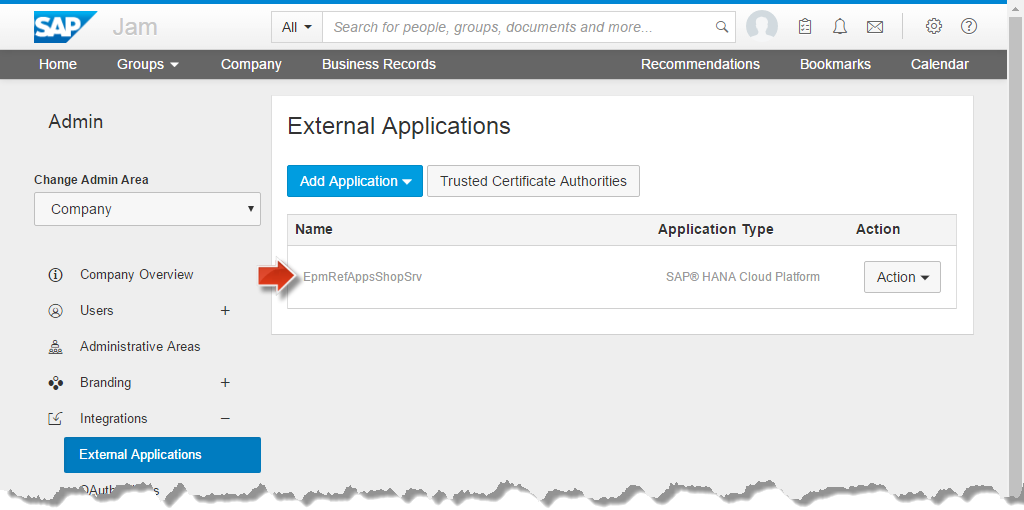 SAP Jam
All Search for people, groups, documents and more...
Home Groups Company Business Records Recommendations Bookmarks Calendar
Admin
Change Admin Area
Company
Company Overview
Users +
Administrative Areas
Branding +
Integrations −
External Applications
External Applications
Add Application Trusted Certificate Authorities
Name Application Type Action
EpmRefAppsShopSrv SAP® HANA Cloud Platform Action